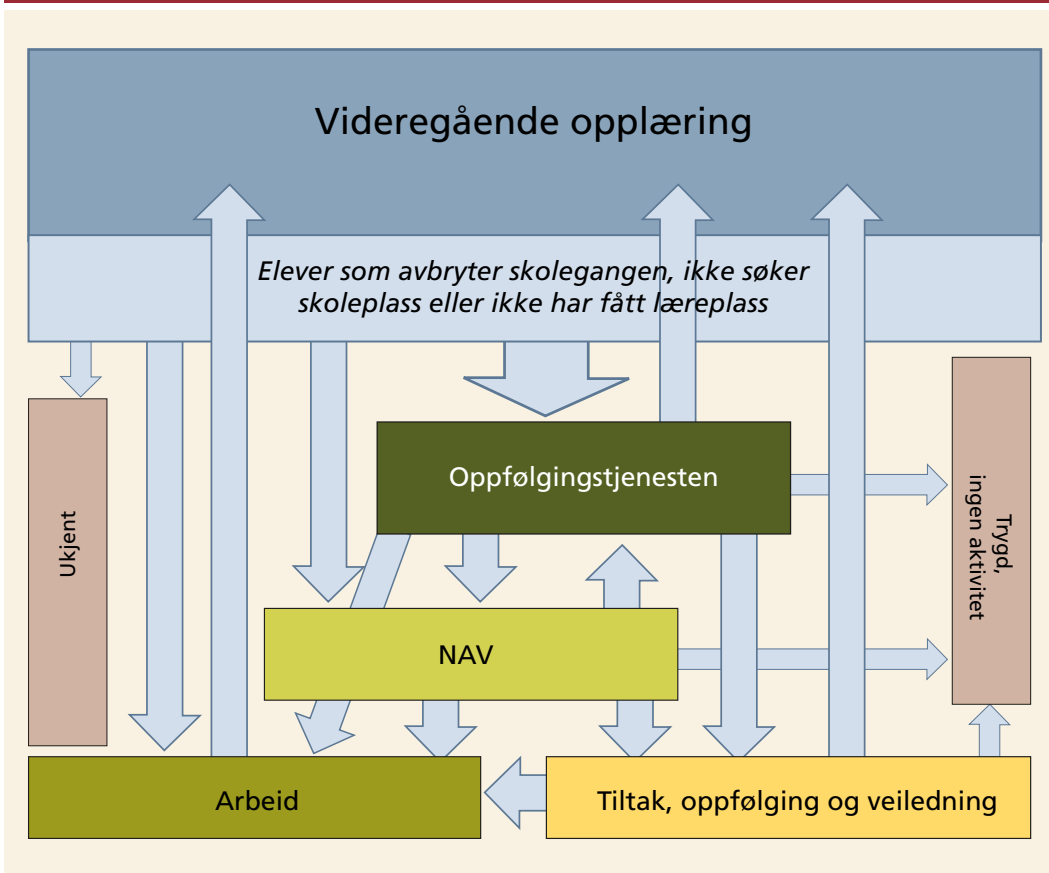 Videregående opplæring
Elever som avbryter skolegangen, ikke søker
skoleplass eller ikke har fått læreplass
Oppfølgingstjenesten
Ukjent
Trygd,
ingen aktivitet
NAV
Arbeid
Tiltak, oppfølging og veiledning